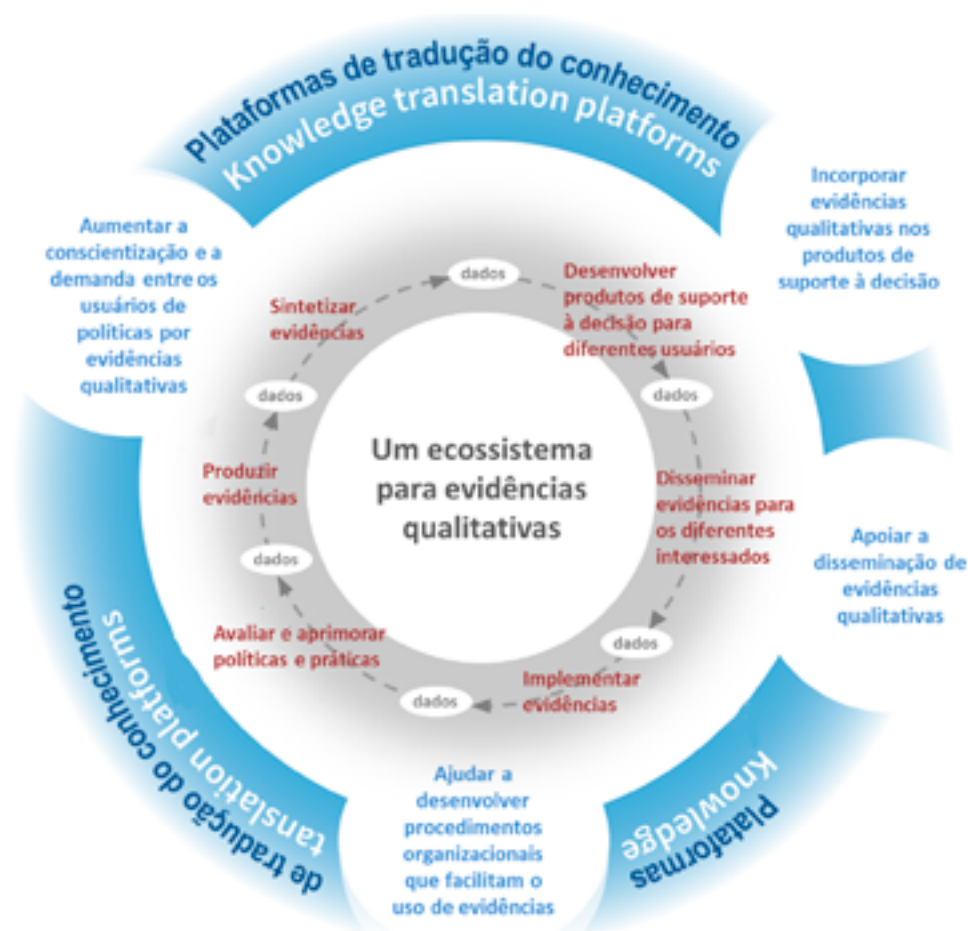 Plataformas de tradução do conhecimento
Knowledge translation platforms
Incorporar
evidências
qualitativas nos
produtos de
suporte à decisão
Aumentar a
conscientização e a
demanda entre os
usuários de
políticas por
evidências
qualitativas
dados
Desenvolver
produtos de suporte
à decisão para
diferentes usuários
Sintetizar
evidências
dados
dados
Um ecossistema
para evidências
qualitativas
Produzir
evidências
Disseminar
evidências para
os diferentes
interessados
Apoiar a
disseminação de
evidências
qualitativas
dados
Avaliar e aprimorar
políticas e práticas
dados
Implementar
evidências
dados
Ajudar a
desenvolver
procedimentos
organizacionais
que facilitam o
uso de evidências
Plataformas
Knowledge
de tradução do conhecimento
translation platforms